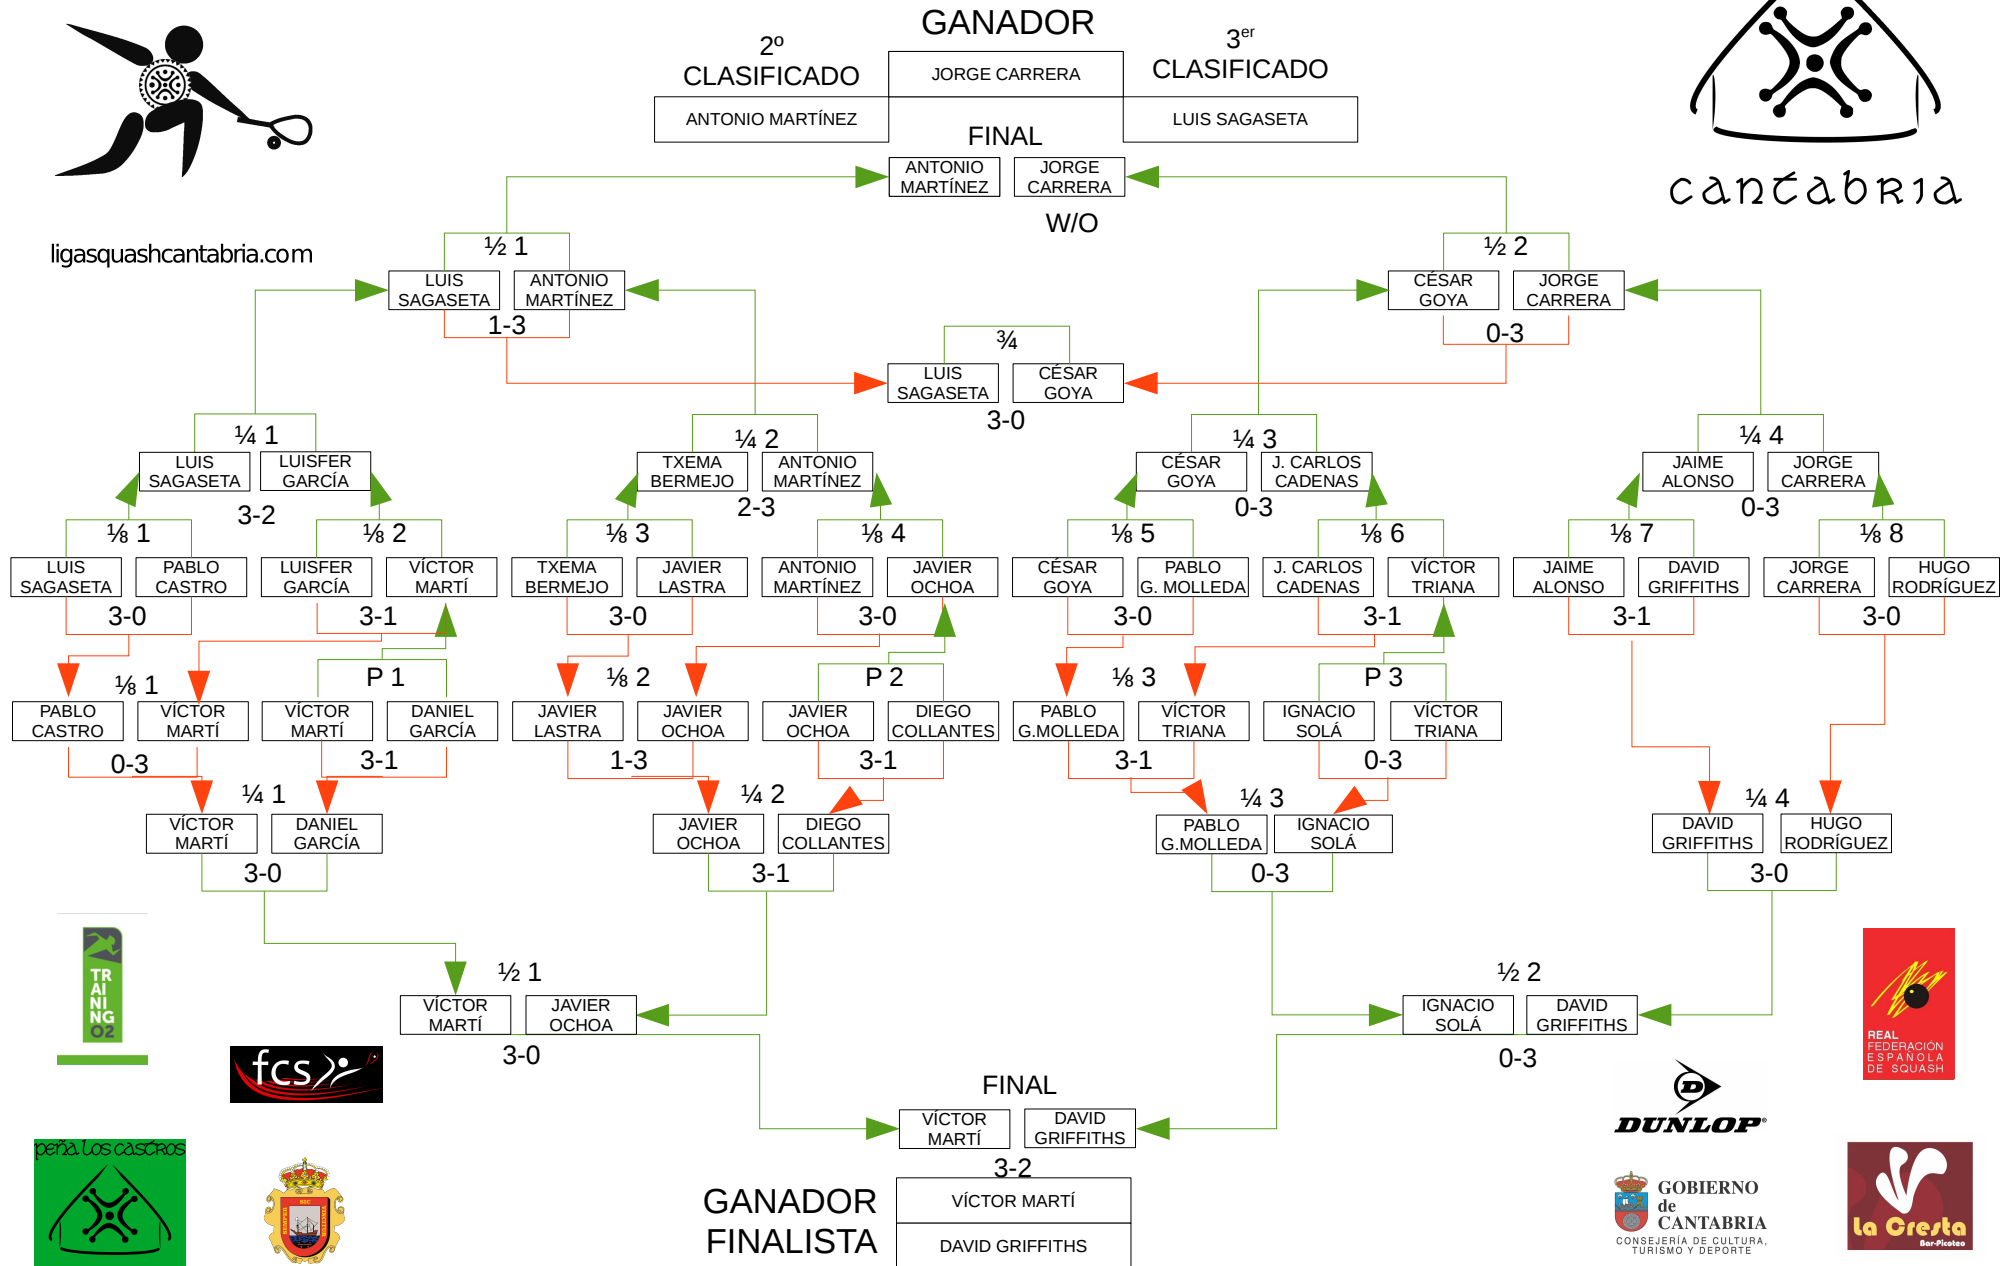 GANADOR
2º
CLASIFICADO
3er
CLASIFICADO
JORGE CARRERA
ANTONIO MARTÍNEZ
LUIS SAGASETA
FINAL
ANTONIO
MARTÍNEZ
JORGE
CARRERA
W/O
cantabria
ligasquashcantabria.com
½ 1
LUIS
SAGASETA
ANTONIO
MARTÍNEZ
1-3
½ 2
CÉSAR
GOYA
JORGE
CARRERA
0-3
¾
LUIS
SAGASETA
CÉSAR
GOYA
3-0
¼ 1
LUIS
SAGASETA
LUISFER
GARCÍA
3-2
¼ 2
TXEMA
BERMEJO
ANTONIO
MARTÍNEZ
2-3
¼ 3
CÉSAR
GOYA
J. CARLOS
CADENAS
0-3
¼ 4
JAIME
ALONSO
JORGE
CARRERA
0-3
⅛ 1
LUIS
SAGASETA
PABLO
CASTRO
3-0
⅛ 2
LUISFER
GARCÍA
VÍCTOR
MARTÍ
3-1
⅛ 3
TXEMA
BERMEJO
JAVIER
LASTRA
3-0
⅛ 4
ANTONIO
MARTÍNEZ
JAVIER
OCHOA
3-0
⅛ 5
CÉSAR
GOYA
PABLO
G. MOLLEDA
3-0
⅛ 6
J. CARLOS
CADENAS
VÍCTOR
TRIANA
3-1
⅛ 7
JAIME
ALONSO
DAVID
GRIFFITHS
3-1
⅛ 8
JORGE
CARRERA
HUGO
RODRÍGUEZ
3-0
⅛ 1
PABLO
CASTRO
VÍCTOR
MARTÍ
0-3
P 1
VÍCTOR
MARTÍ
DANIEL
GARCÍA
3-1
⅛ 2
JAVIER
LASTRA
JAVIER
OCHOA
1-3
P 2
JAVIER
OCHOA
DIEGO
COLLANTES
3-1
⅛ 3
PABLO
G.MOLLEDA
VÍCTOR
TRIANA
3-1
P 3
IGNACIO
SOLÁ
VÍCTOR
TRIANA
0-3
¼ 1
VÍCTOR
MARTÍ
DANIEL
GARCÍA
3-0
¼ 2
JAVIER
OCHOA
DIEGO
COLLANTES
3-1
¼ 3
PABLO
G.MOLLEDA
IGNACIO
SOLÁ
0-3
¼ 4
DAVID
GRIFFITHS
HUGO
RODRÍGUEZ
3-0
½ 1
VÍCTOR
MARTÍ
JAVIER
OCHOA
3-0
½ 2
IGNACIO
SOLÁ
DAVID
GRIFFITHS
0-3
FINAL
VÍCTOR
MARTÍ
DAVID
GRIFFITHS
3-2
GANADOR
VÍCTOR MARTÍ
FINALISTA
DAVID GRIFFITHS
TR
AI
NI
NG
O2
fcs
peña los castros
REAL
FEDERACIÓN
ESPAÑOLA
DE SQUASH
D
DUNLOP
GOBIERNO
de
CANTABRIA
CONSEJERÍA DE CULTURA,
TURISMO Y DEPORTE
La Cresta
Bar-Picoteo